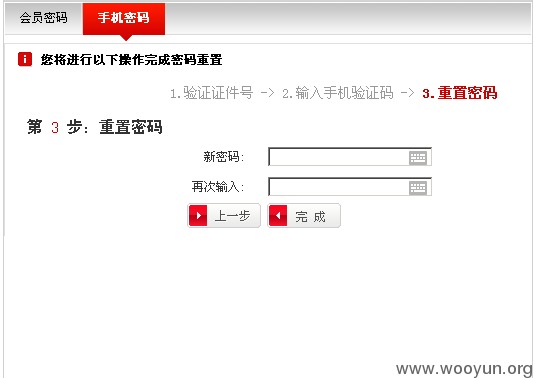 会员密码 手机密码
您将进行以下操作完成密码重置
1.验证证件号 -> 2.输入手机验证码 -> 3.重置密码
第 3 步：重置密码
新密码：
再次输入：
上一步 完 成
www.wooyun.org